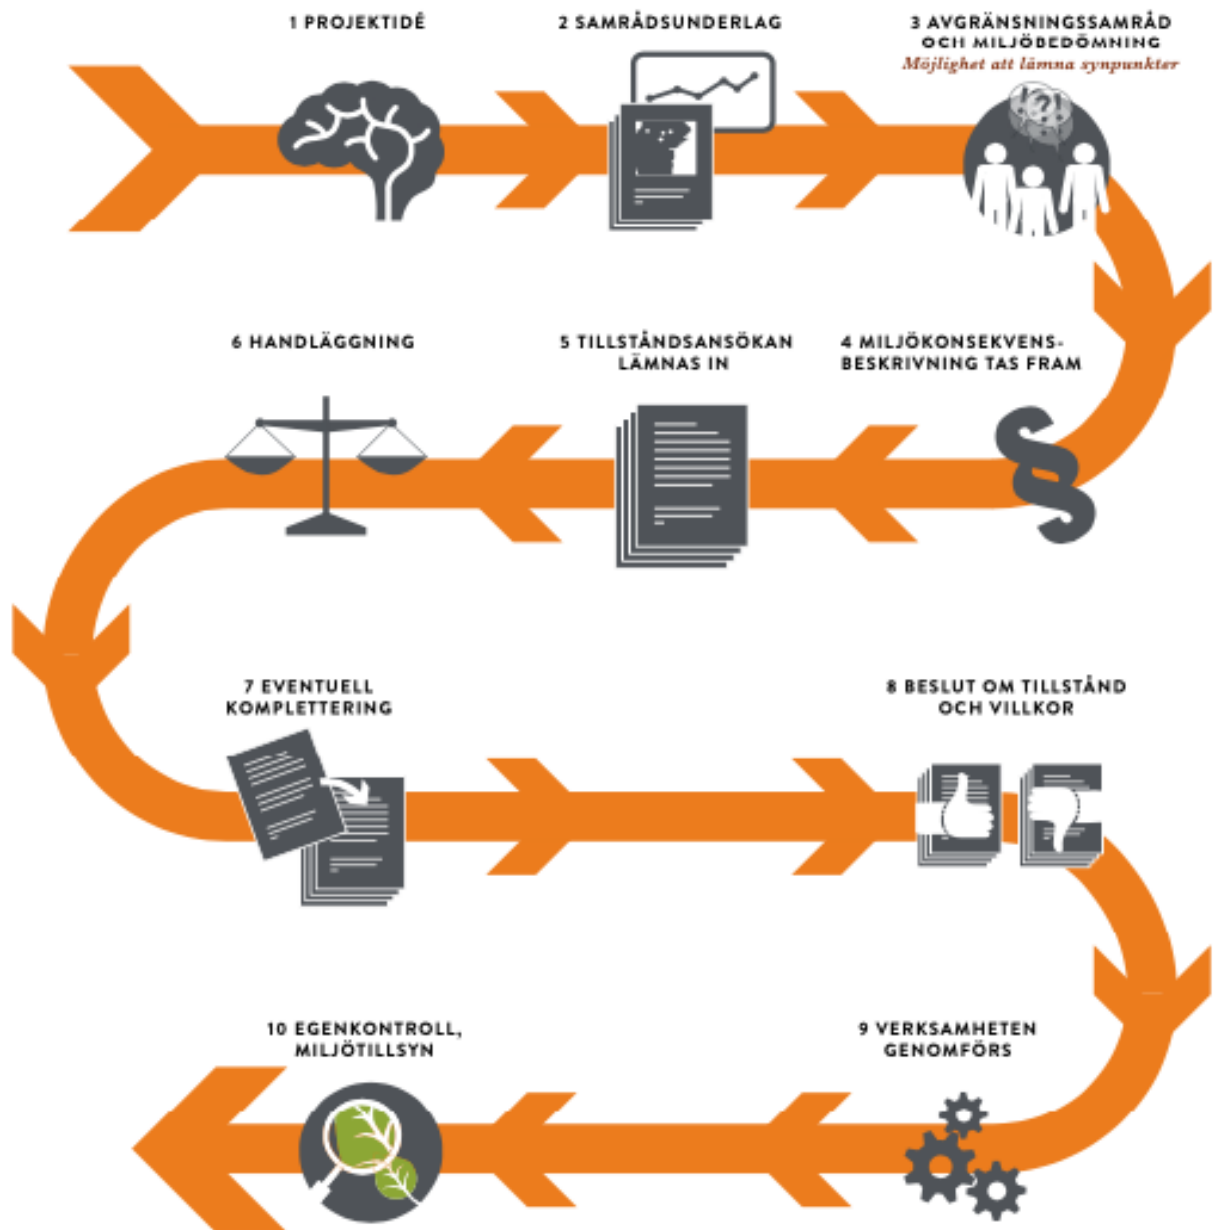 1 PROJEKTIDÉ
2 SAMRÅDSUNDERLAG
3 AVGRÄNSNINGSSAMRÅD
OCH MILJÖBEDÖMNING
Möjlighet att lämna synpunkter
4 MILJÖKONSEKVENS-
BESKRIVNING TAS FRAM
5 TILLSTÅNDSANSÖKAN
LÄMNAS IN
6 HANDLÄGGNING
7 EVENTUELL
KOMPLETTERING
8 BESLUT OM TILLSTÅND
OCH VILLKOR
9 VERKSAMHETEN
GENOMFÖRS
10 EGENKONTROLL,
MILJÖTILLSYN